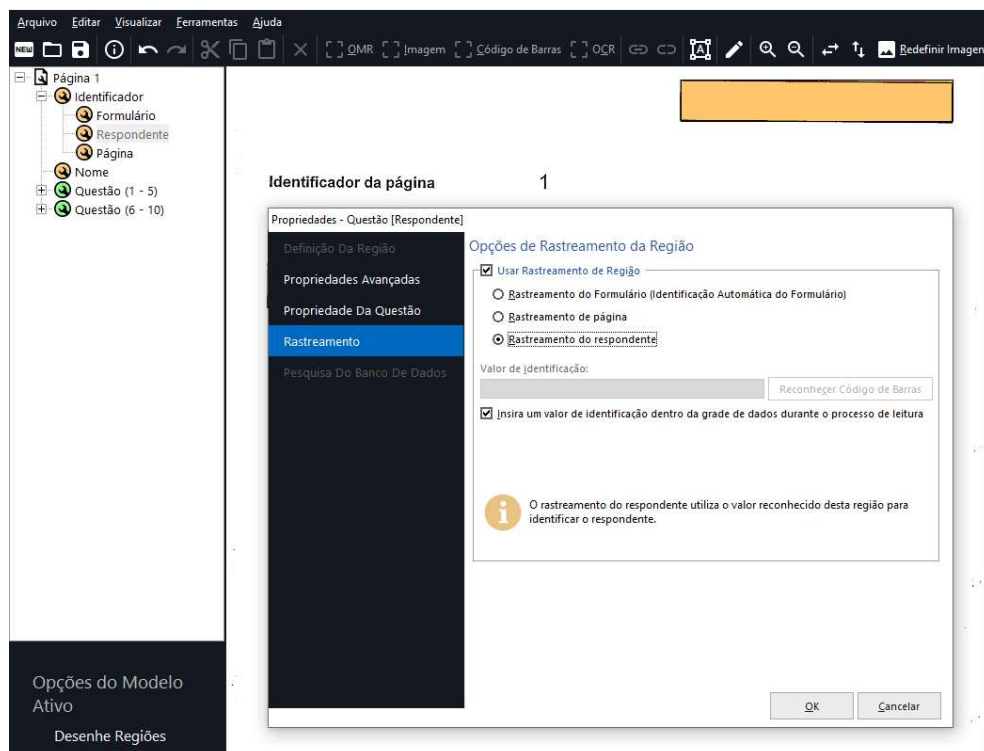 Arquivo Editar Visualizar Ferramentas Ajuda
NEW OMR Imagem Código de Barras OCR A Redefinir Imagen
Página 1
Identificador
Formulário
Respondente
Página
Nome
Questão (1 - 5)
Questão (6 - 10)
Identificador da página 1
Propriedades - Questão [Respondente]
Definição Da Região
Propriedades Avançadas
Propriedade Da Questão
Rastreamento
Pesquisa Do Banco De Dados
Opções de Rastreamento da Região
Usar Rastreamento de Região
Rastreamento do Formulário (Identificação Automática do Formulário)
Rastreamento de página
Rastreamento do respondente
Valor de identificação:
Reconheçer Código de Barras
Insira um valor de identificação dentro da grade de dados durante o processo de leitura
O rastreamento do respondente utiliza o valor reconhecido desta região para
identificar o respondente.
OK Cancelar
Opções do Modelo
Ativo
Desenhe Regiões